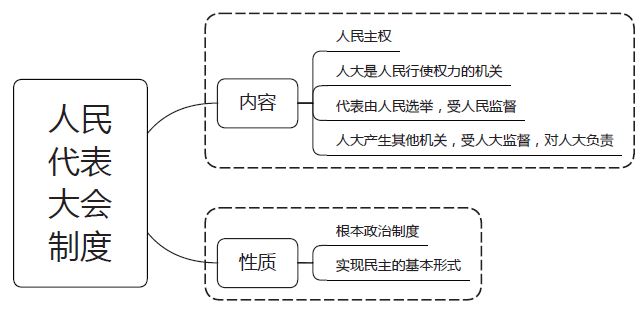 人民
代表
大会
制度
内容
人民主权
人大是人民行使权力的机关
代表由人民选举，受人民监督
人大产生其他机关，受人大监督，对人大负责
性质
根本政治制度
实现民主的基本形式